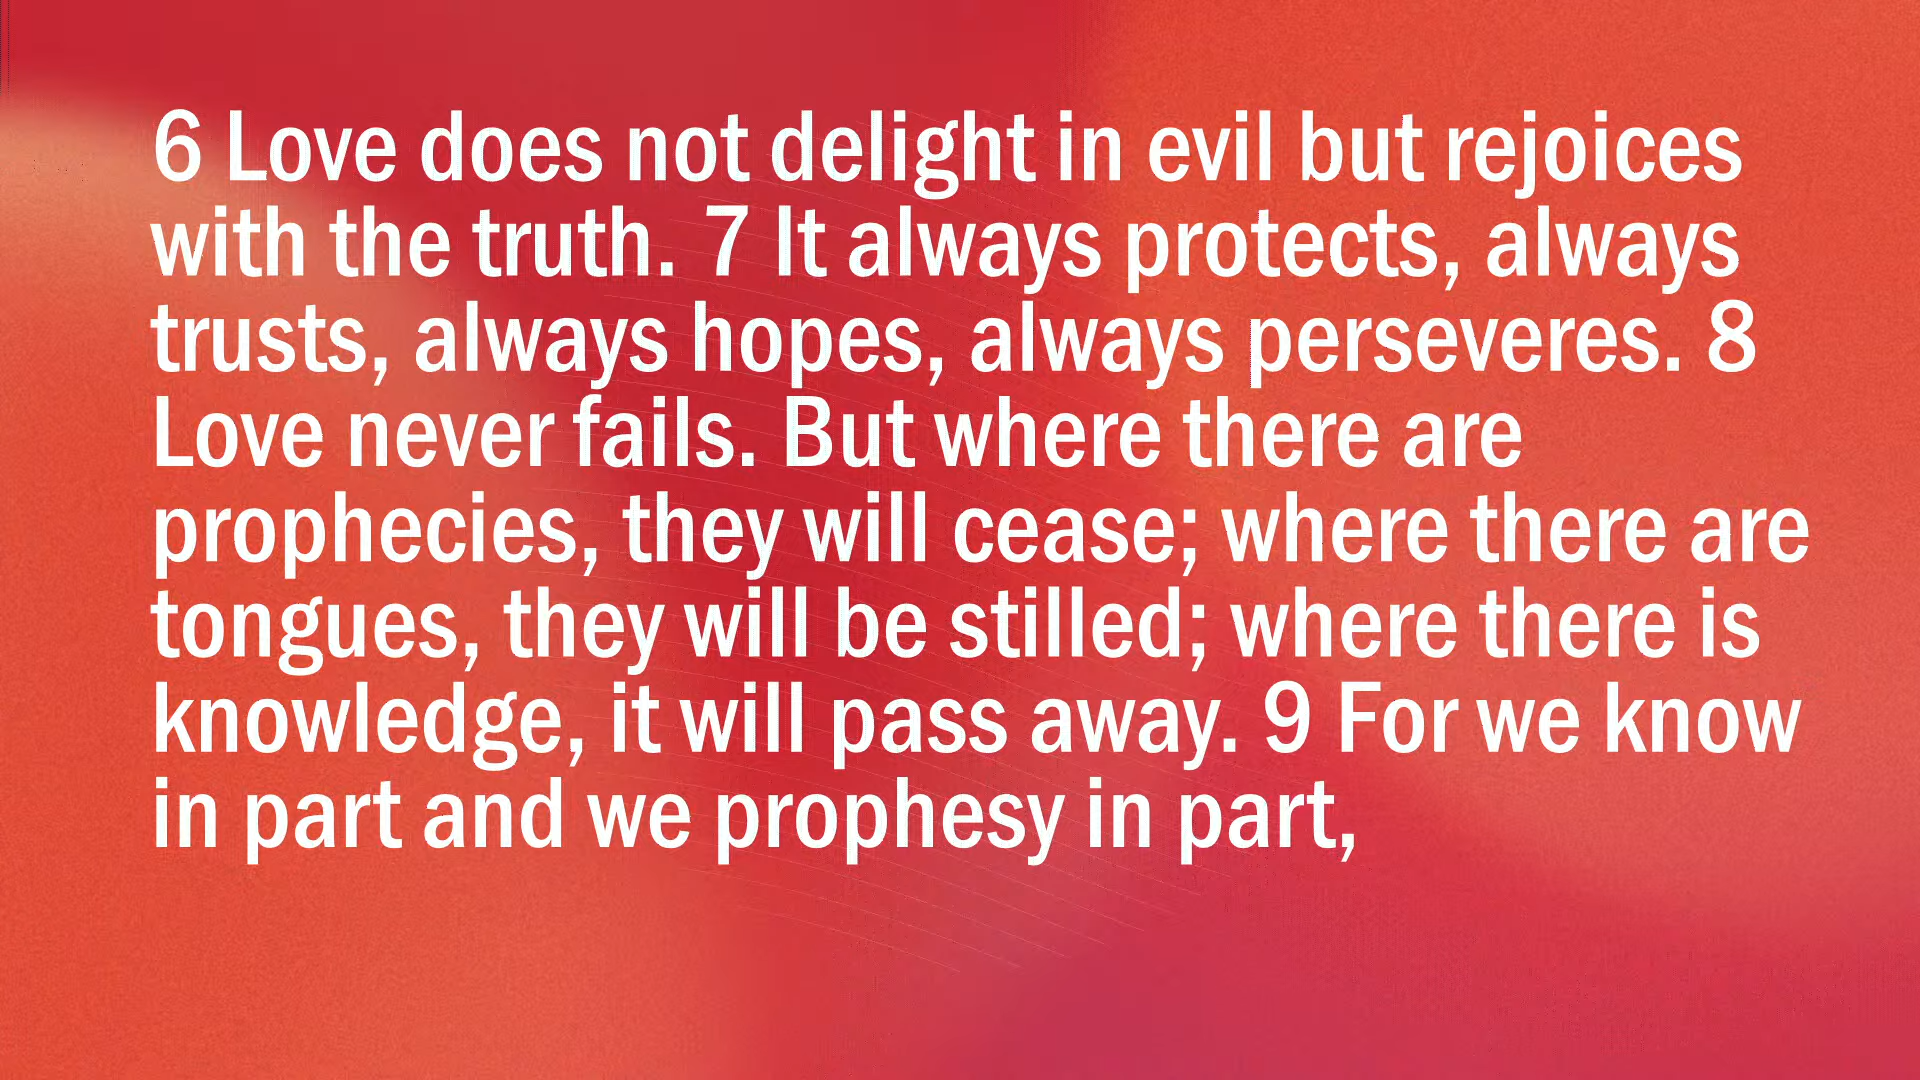 6 Love does not delight in evil but rejoices
with the truth. 7 It always protects, always
trusts, always hopes, always perseveres. 8
Love never fails. But where there are
prophecies, they will cease; where there are
tongues, they will be stilled; where there is
knowledge, it will pass away. 9 For we know
in part and we prophesy in part,